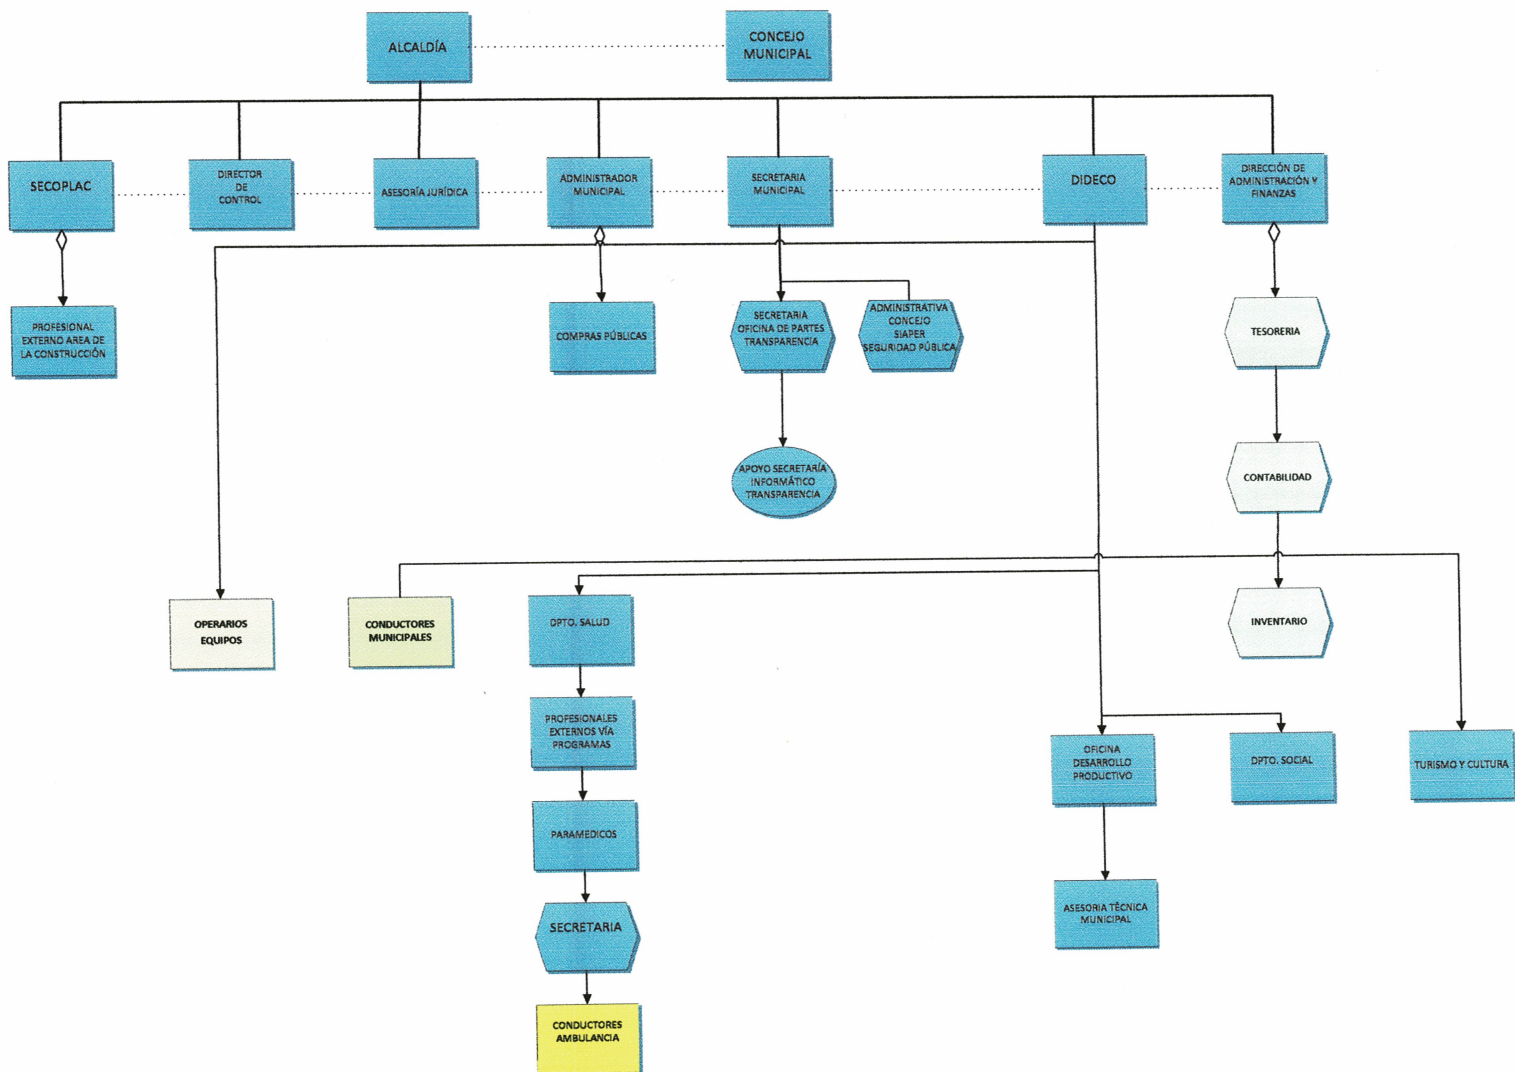 ALCALDÍA
CONCEJO
MUNICIPAL
SECOPLAC
DIRECTOR
DE
CONTROL
ASESORÍA JURÍDICA
ADMINISTRADOR
MUNICIPAL
SECRETARIA
MUNICIPAL
DIDECO
DIRECCIÓN DE
ADMINISTRACIÓN Y
FINANZAS
PROFESIONAL
EXTERNO AREA DE
LA CONSTRUCCIÓN
COMPRAS PÚBLICAS
SECRETARIA
OFICINA DE PARTES
TRANSPARENCIA
ADMINISTRATIVA
CONCEJO
SIAPER
SEGURIDAD PÚBLICA
TESORERIA
APOYO SECRETARÍA
INFORMÁTICO
TRANSPARENCIA
CONTABILIDAD
OPERARIOS
EQUIPOS
CONDUCTORES
MUNICIPALES
DPTO. SALUD
INVENTARIO
PROFESIONALES
EXTERNOS VÍA
PROGRAMAS
OFICINA
DESARROLLO
PRODUCTIVO
DPTO. SOCIAL
TURISMO Y CULTURA
PARAMEDICOS
SECRETARIA
ASESORIA TÈCNICA
MUNICIPAL
CONDUCTORES
AMBULANCIA